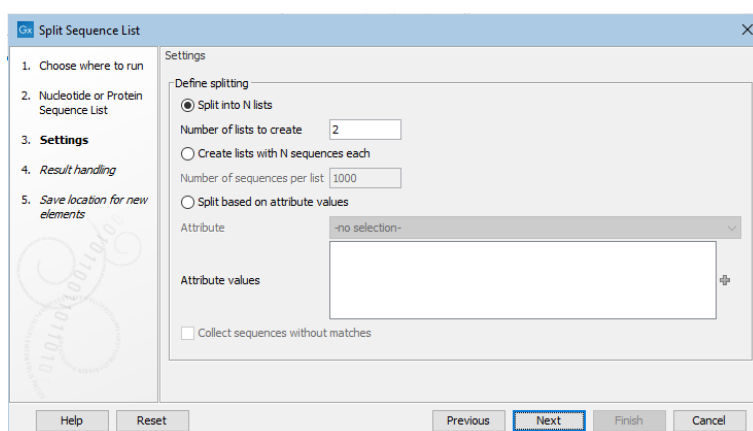 Gx Split Sequence List
1. Choose where to run
2. Nucleotide or Protein
Sequence List
3. Settings
4. Result handling
5. Save location for new
elements
Settings
Define splitting
Split into N lists
Number of lists to create 2
Create lists with N sequences each
Number of sequences per list 1000
Split based on attribute values
Attribute -no selection-
Attribute values
Collect sequences without matches
Help Reset Previous Next Finish Cancel